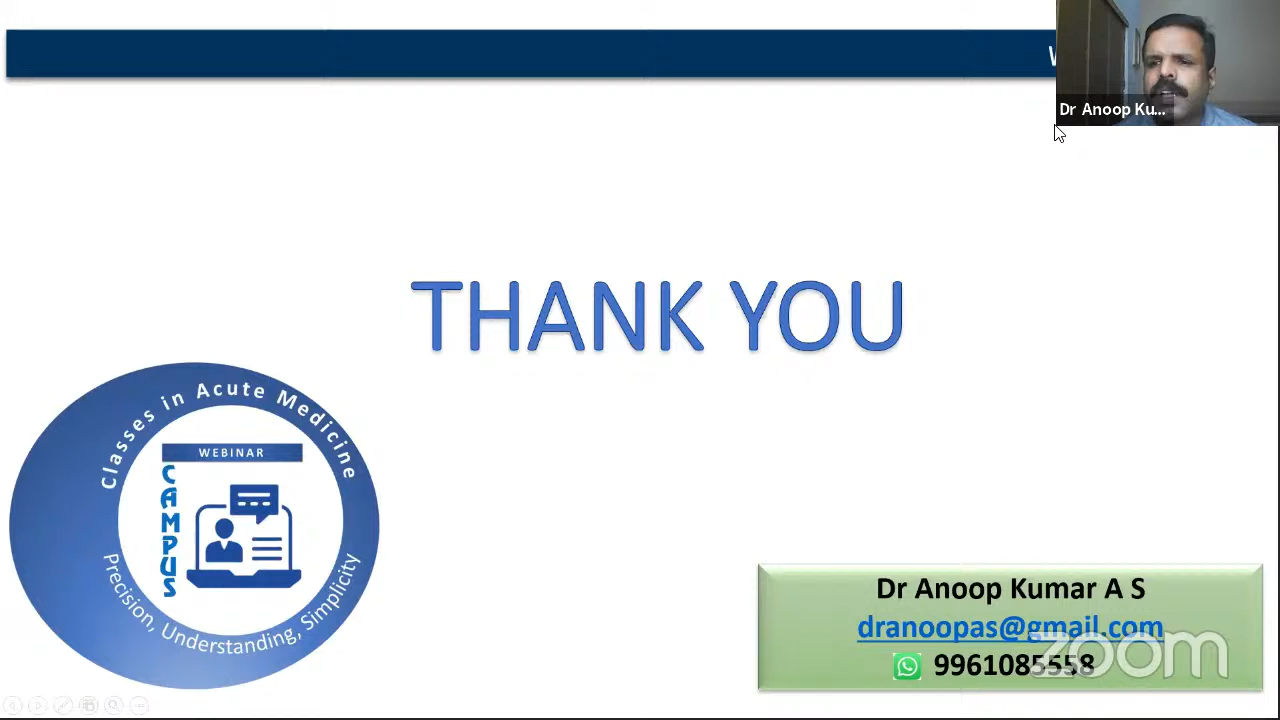 Dr Anoop Ku...
THANK YOU
Classes in Acute Medicine
WEBINAR
CAMPUS
Precision, Understanding, Simplicity
Dr Anoop Kumar A S
dranoopas@gmail.com
9961085558
zoom